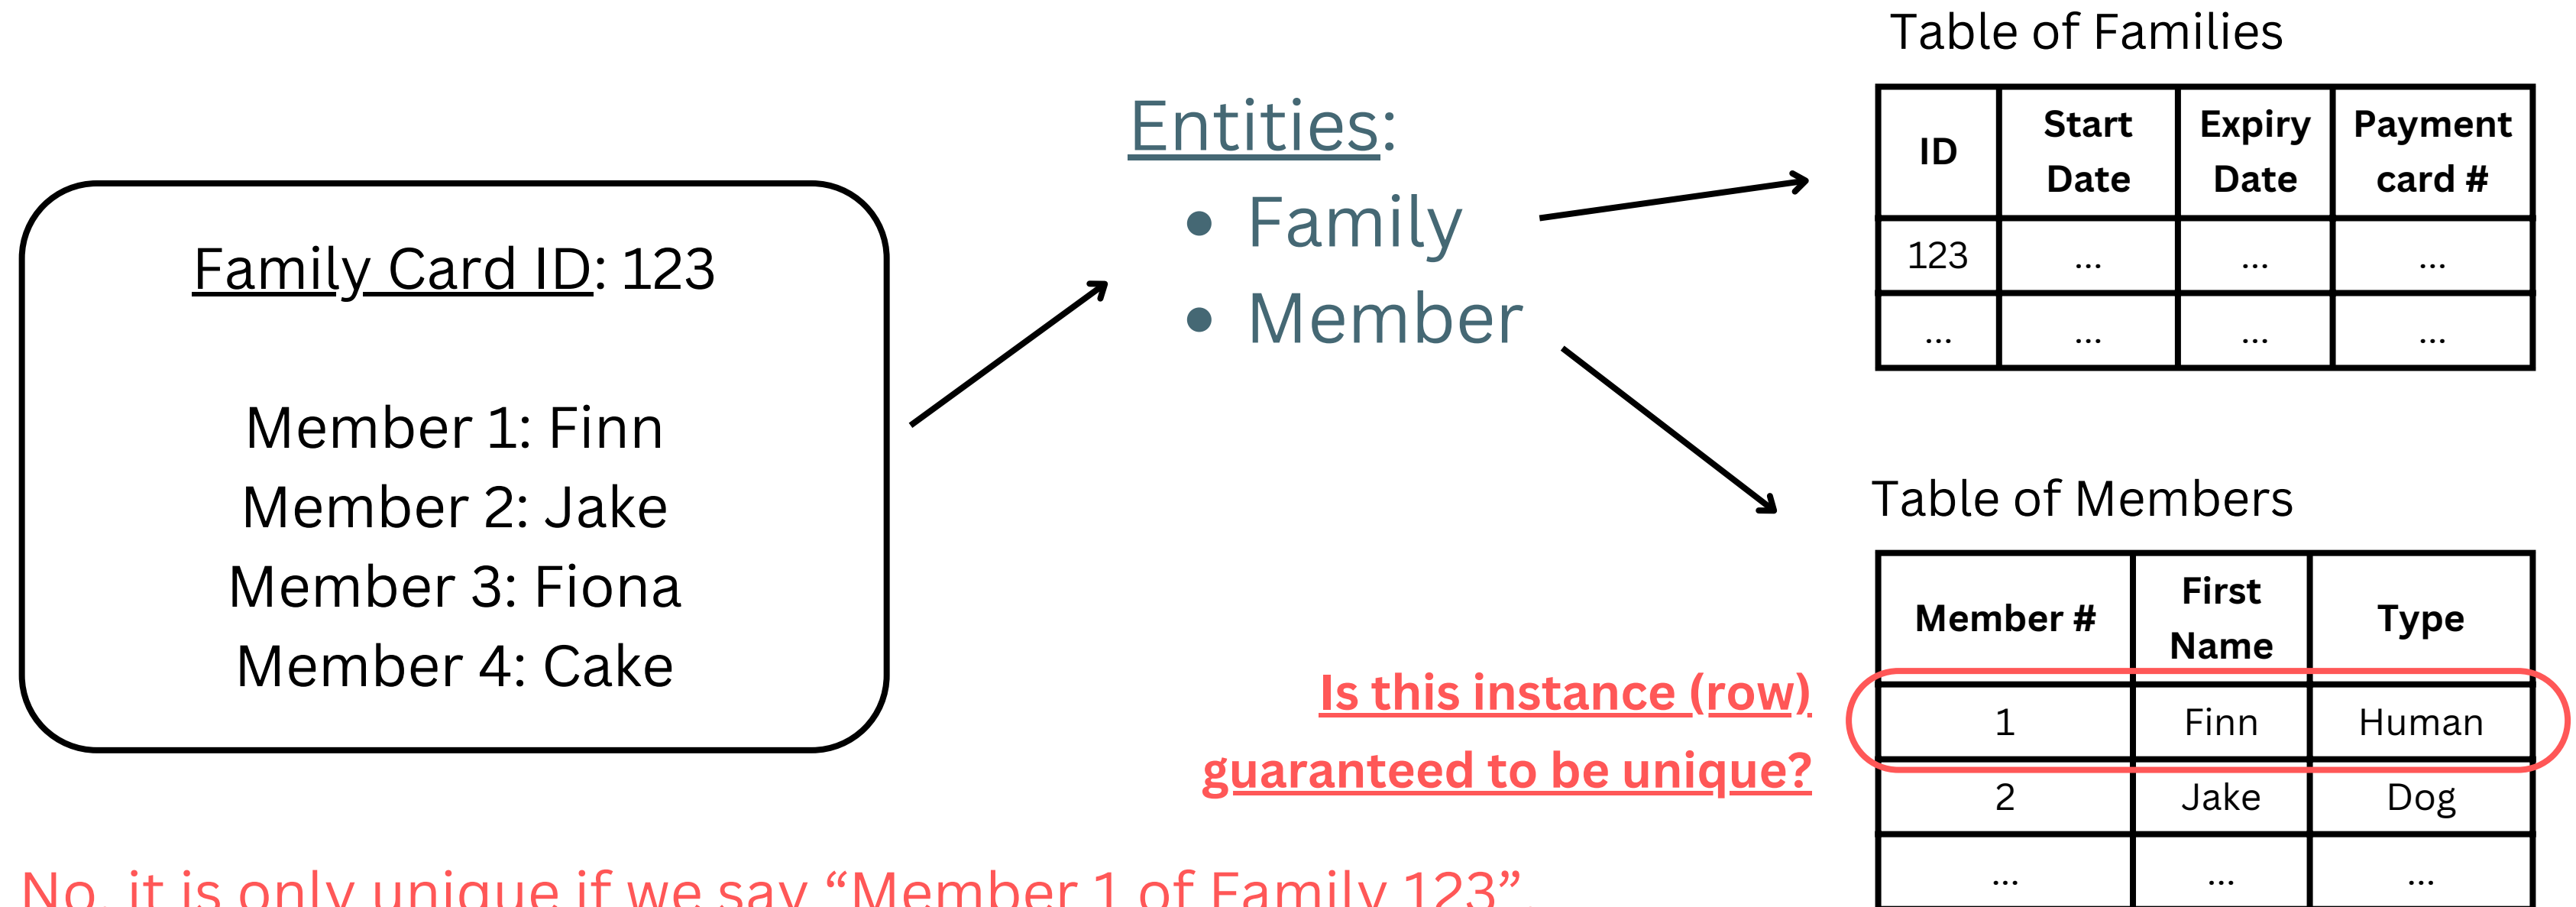 Family Card ID: 123
Member 1: Finn
Member 2: Jake
Member 3: Fiona
Member 4: Cake
Entities:
• Family
• Member
Table of Families
ID Start Date Expiry Date Payment card #
123 ... ... ...
... ... ... ...
Table of Members
Member # First Name Type
1 Finn Human
2 Jake Dog
... ... ...
Is this instance (row)
guaranteed to be unique?
No, it is only unique if we say “Member 1 of Family 123”.